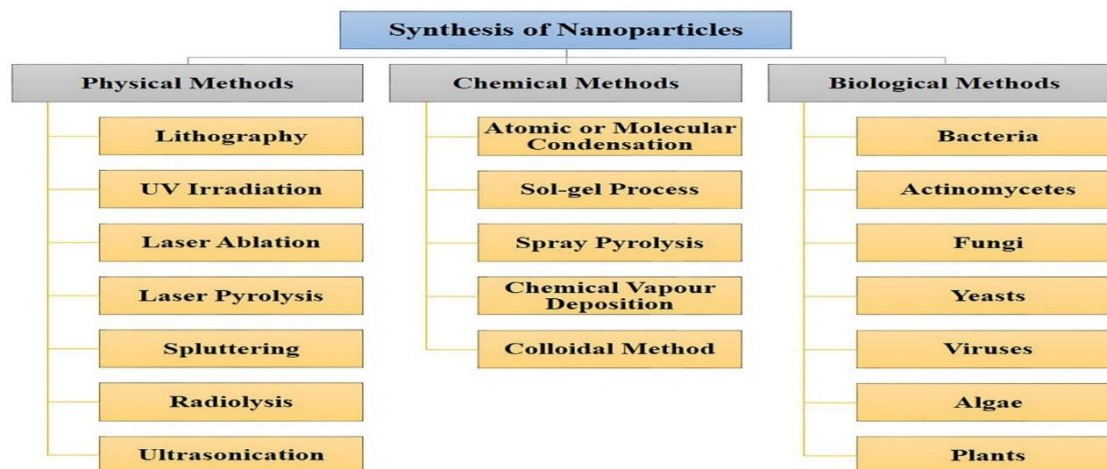 Synthesis of Nanoparticles
Physical Methods
Lithography
UV Irradiation
Laser Ablation
Laser Pyrolysis
Spluttering
Radiolysis
Ultrasonication
Chemical Methods
Atomic or Molecular
Condensation
Sol-gel Process
Spray Pyrolysis
Chemical Vapour
Deposition
Colloidal Method
Biological Methods
Bacteria
Actinomycetes
Fungi
Yeasts
Viruses
Algae
Plants